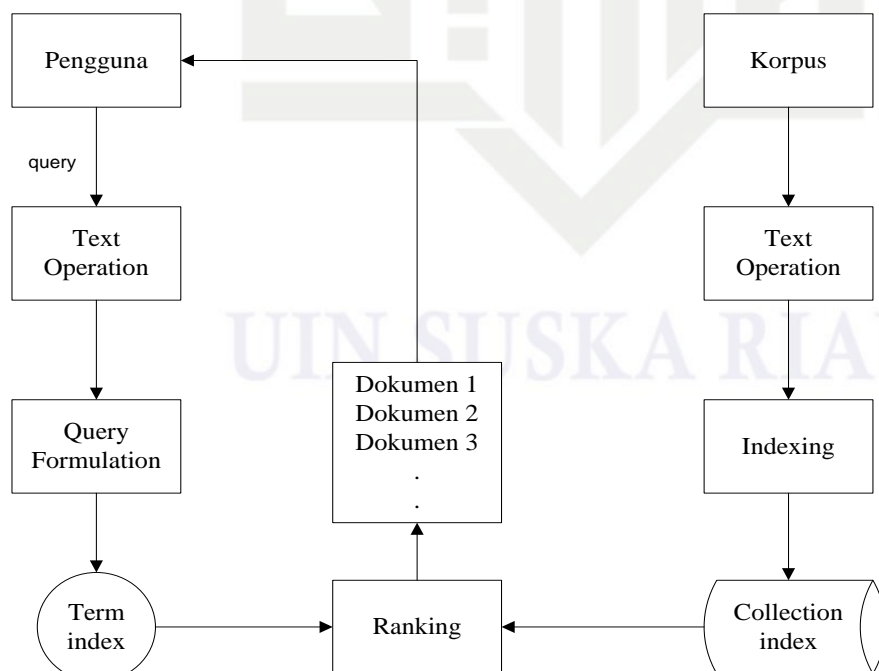 Pengguna
Korpus
query
Text
Operation
Text
Operation
UIN SUSKA RIA
Dokumen 1
Dokumen 2
Dokumen 3
.
.
Query
Formulation
Indexing
Term
index
Ranking
Collection
index